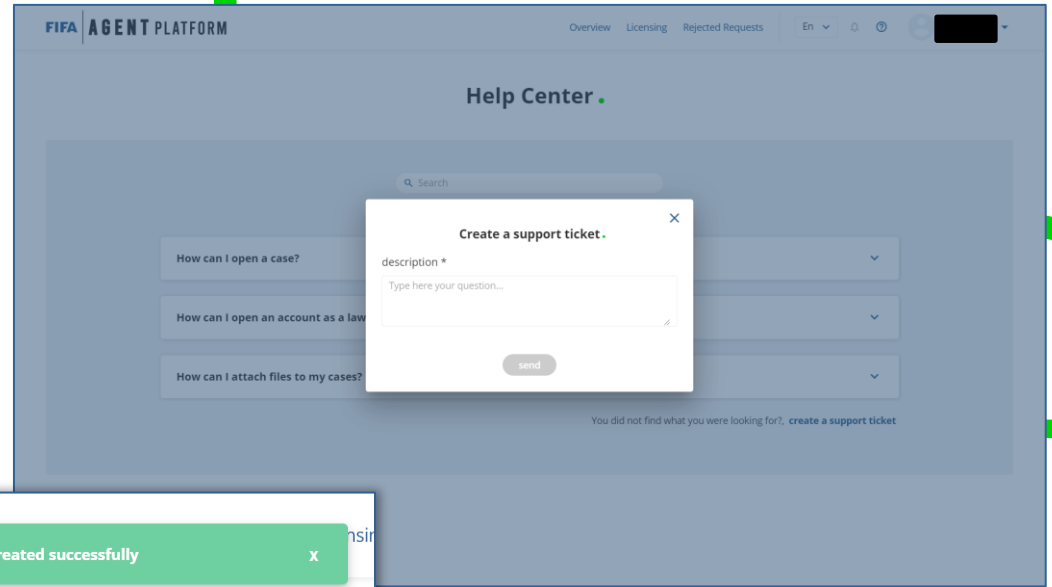 FIFA AGENT PLATFORM
Overview Licensing Rejected Requests En
Help Center.
Search
Create a support ticket.
description *
Type here your question...
send
How can I open a case?
How can I open an account as a law
How can I attach files to my cases?
You did not find what you were looking for?, create a support ticket
created successfully X